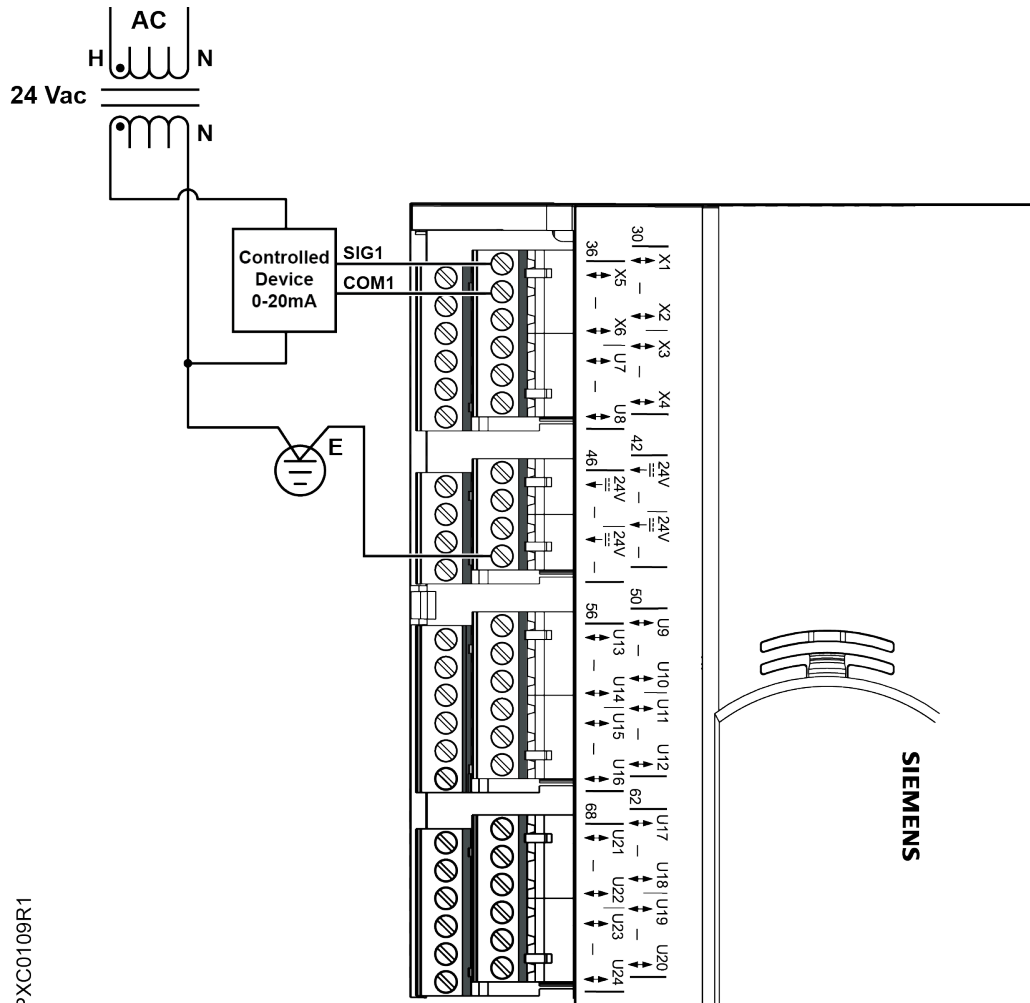 AC
H N
24 Vac
N
Controlled
Device
0-20mA
SIG1
COM1
E
30
X1
X2
X3
X4
36
X5
X6
U7
U8
42
24V
24V
46
24V
24V
50
U9
U10
U11
U12
56
U13
U14
U15
U16
62
U17
U18
U19
U20
68
U21
U22
U23
U24
SIEMENS
PXC0109R1